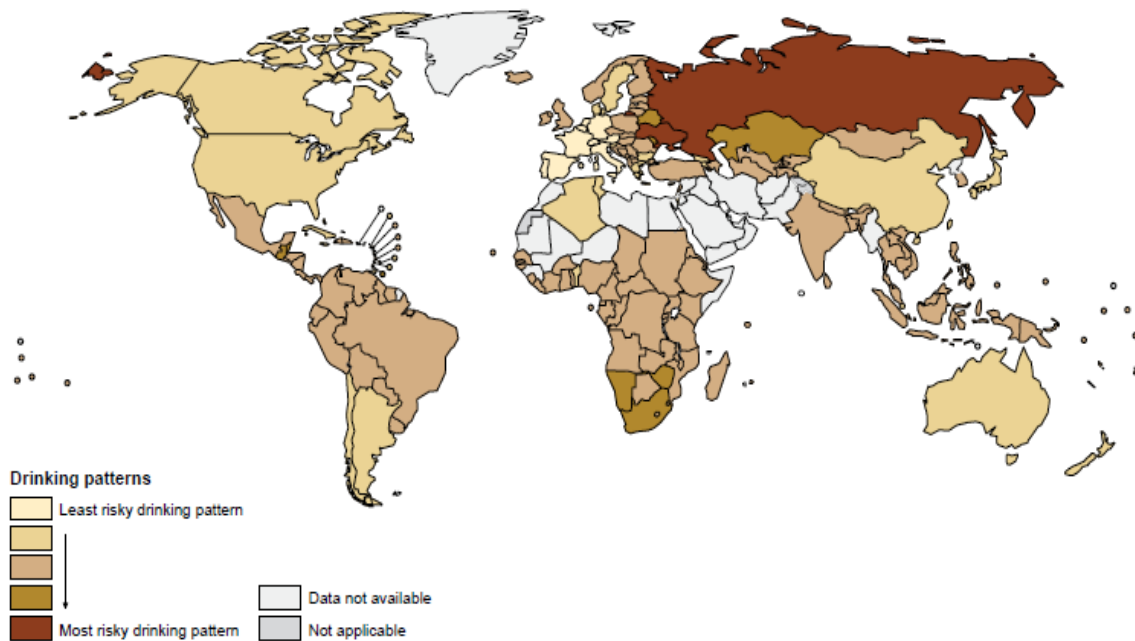 Drinking patterns
Least risky drinking pattern
Most risky drinking pattern
Data not available
Not applicable